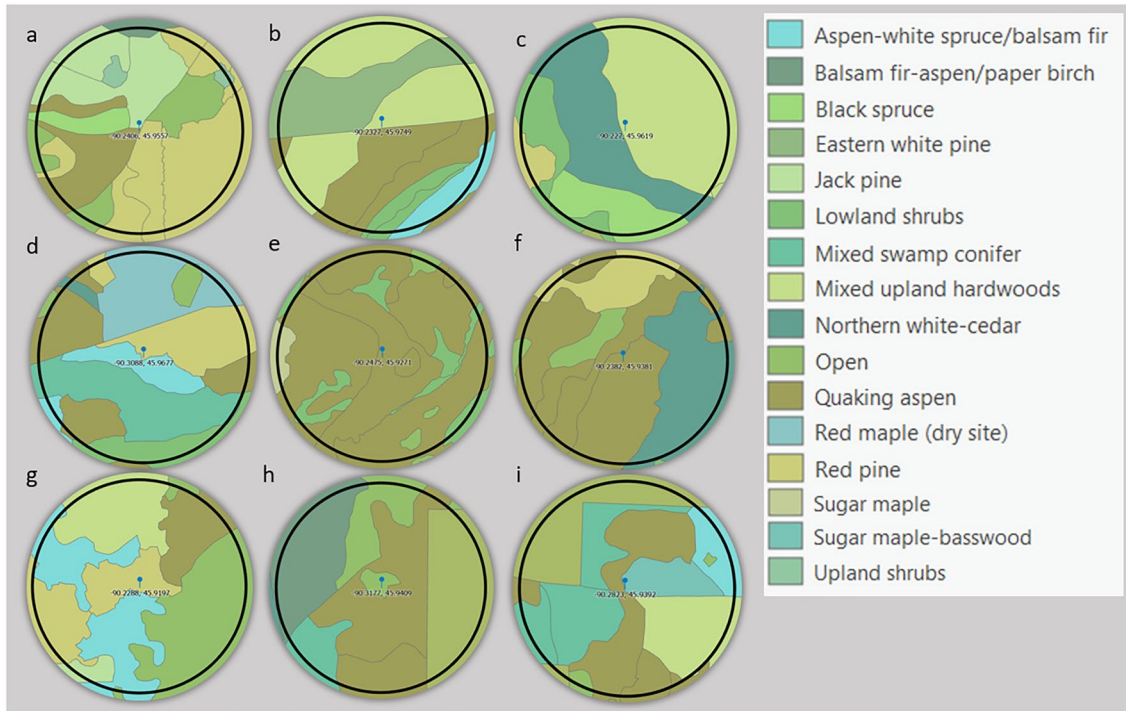 a
-90.2406, 45.9557
b
-90.2327, 45.9749
c
-90.227, 45.9619
d
-90.3088, 45.9677
e
-90.2475, 45.9271
f
-90.2382, 45.9381
g
-90.2288, 45.9197
h
-90.3177, 45.9409
i
-90.2823, 45.9392
Aspen-white spruce/balsam fir
Balsam fir-aspen/paper birch
Black spruce
Eastern white pine
Jack pine
Lowland shrubs
Mixed swamp conifer
Mixed upland hardwoods
Northern white-cedar
Open
Quaking aspen
Red maple (dry site)
Red pine
Sugar maple
Sugar maple-basswood
Upland shrubs